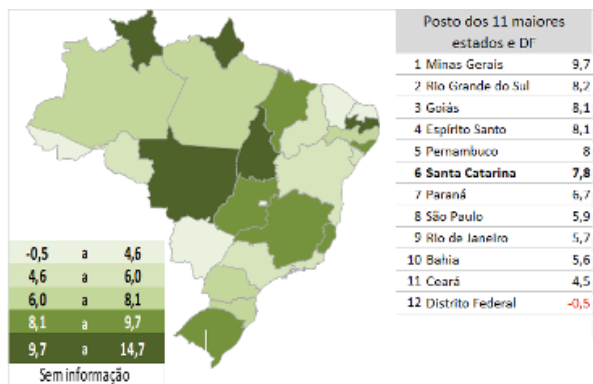 Posto dos 11 maiores
estados e DF
1 Minas Gerais 9,7
2 Rio Grande do Sul 8,2
3 Goiás 8,1
4 Espírito Santo 8,1
5 Pernambuco 8
6 Santa Catarina 7,8
7 Paraná 6,7
8 São Paulo 5,9
9 Rio de Janeiro 5,7
10 Bahia 5,6
11 Ceará 4,5
12 Distrito Federal -0,5
-0,5 a 4,6
4,6 a 6,0
6,0 a 8,1
8,1 a 9,7
9,7 a 14,7
Sem informação